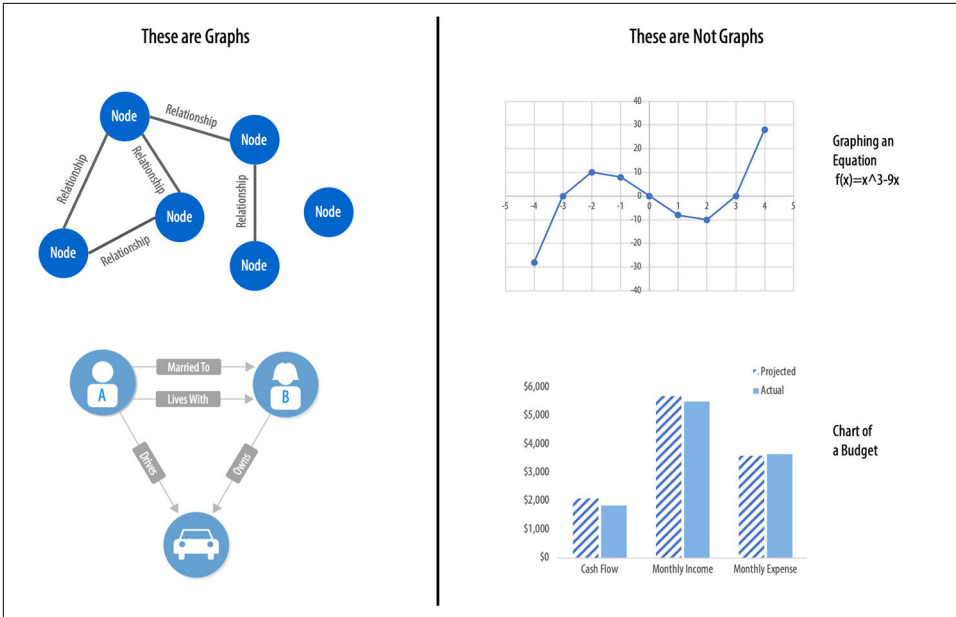 These are Graphs
Node
Relationship
Node
Relationship
Relationship
Relationship
Node
Node
Relationship
Node
Node
Married To
A
B
Lives With
Drives
Owns
These are Not Graphs
40
30
20
10
0
-5 -4 -3 -2 -1 0 1 2 3 4 5
-10
-20
-30
-40
Graphing an
Equation
f(x)=x^3-9x
Projected
Actual
$6,000
$5,000
$4,000
$3,000
$2,000
$1,000
$0
Cash Flow Monthly Income Monthly Expense
Chart of
a Budget